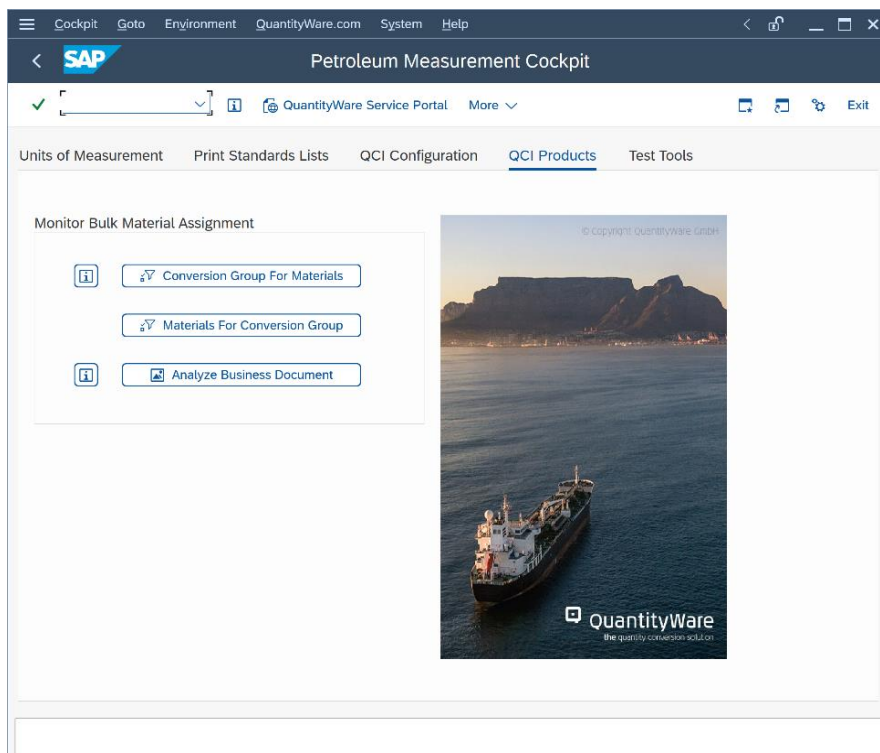 Cockpit Goto Environment QuantityWare.com System Help
SAP Petroleum Measurement Cockpit
QuantityWare Service Portal More Exit
Units of Measurement Print Standards Lists QCI Configuration QCI Products Test Tools
Monitor Bulk Material Assignment
© Copyright QuantityWare GmbH
Conversion Group For Materials
Materials For Conversion Group
Analyze Business Document
QuantityWare
the quantity conversion solution